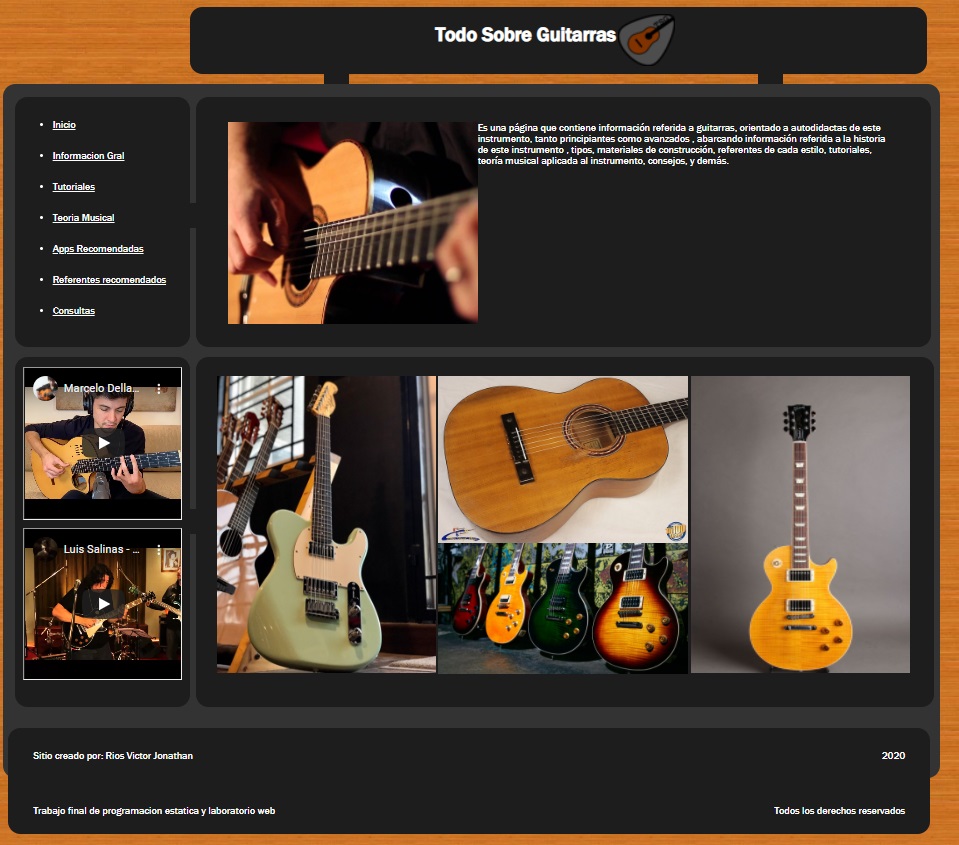 Todo Sobre Guitarras
Inicio
Informacion Gral
Tutoriales
Teoria Musical
Apps Recomendadas
Referentes recomendados
Consultas
Es una página que contiene información referida a guitarras, orientado a autodidactas de este
instrumento, tanto principiantes como avanzados , abarcando información referida a la historia
de este instrumento , tipos, materiales de construcción, referentes de cada estilo, tutoriales,
teoría musical aplicada al instrumento, consejos, y demás.
Marcelo Della...
Luis Salinas - ...
Sitio creado por: Rios Victor Jonathan
2020
Trabajo final de programacion estatica y laboratorio web
Todos los derechos reservados